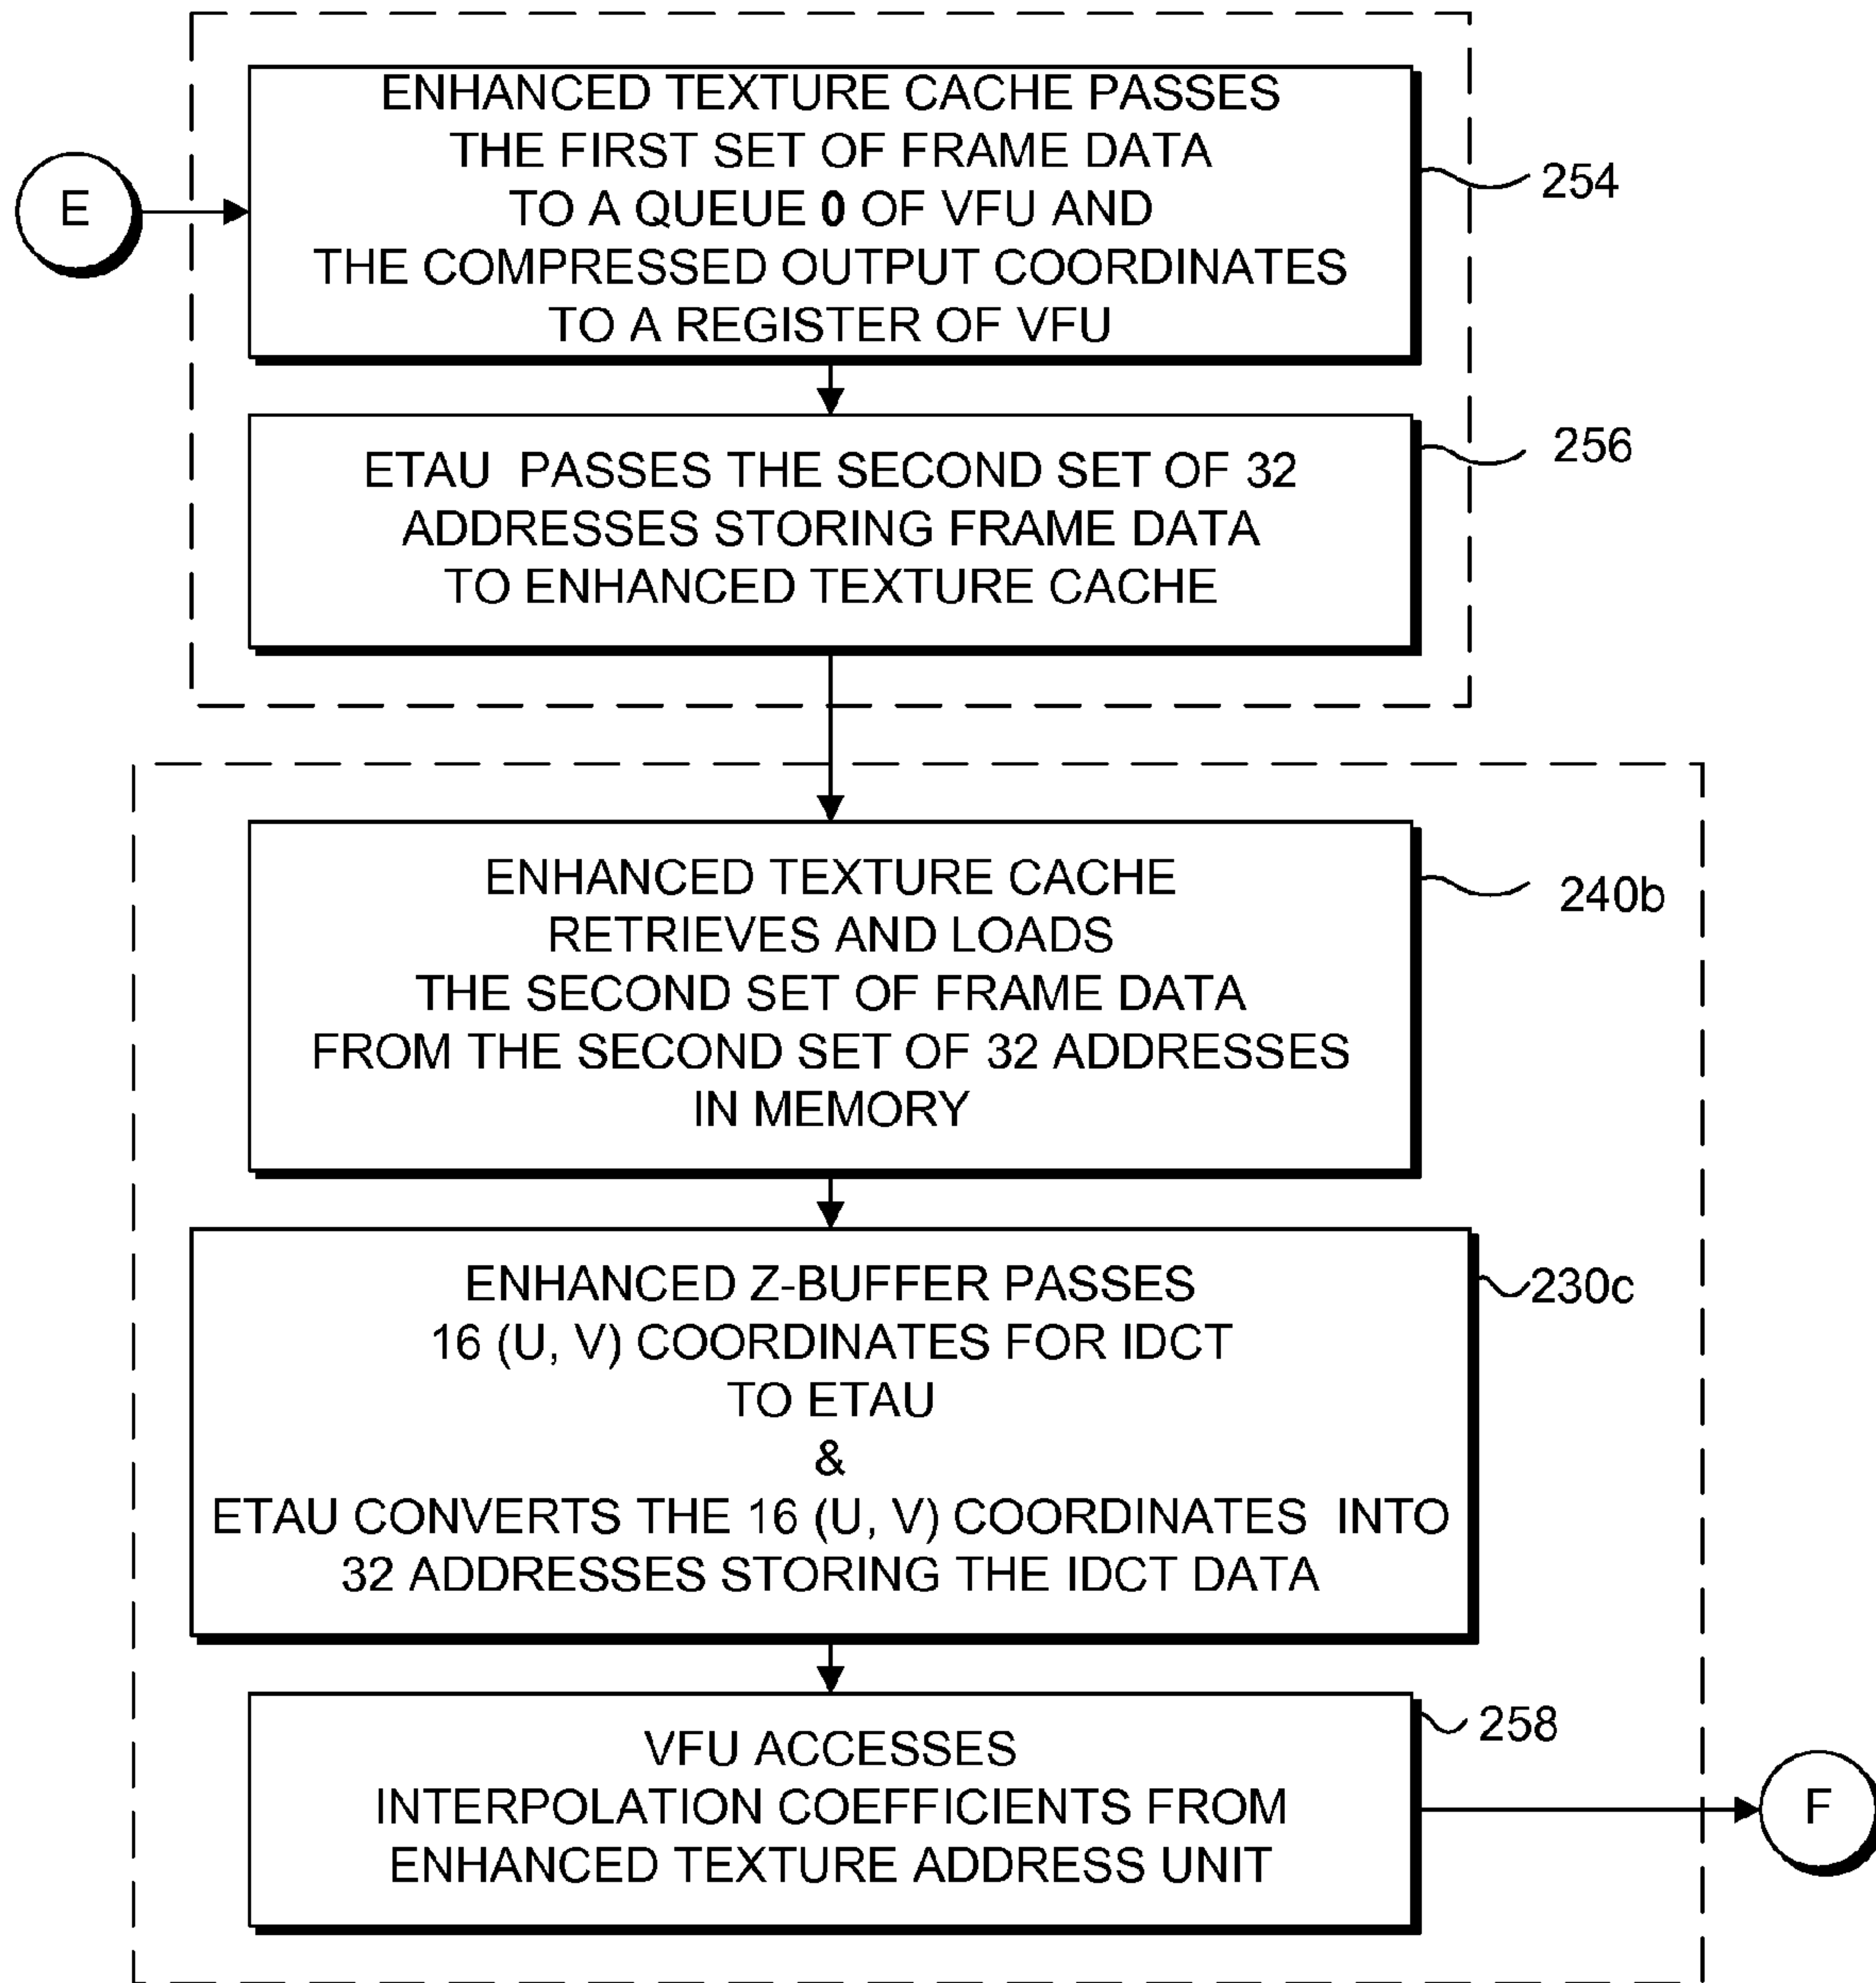 ENHANCED TEXTURE CACHE PASSES
THE FIRST SET OF FRAME DATA
TO A QUEUE 0 OF VFU AND
THE COMPRESSED OUTPUT COORDINATES
TO A REGISTER OF VFU
254
E
ETAU PASSES THE SECOND SET OF 32
ADDRESSES STORING FRAME DATA
TO ENHANCED TEXTURE CACHE
256
ENHANCED TEXTURE CACHE
RETRIEVES AND LOADS
THE SECOND SET OF FRAME DATA
FROM THE SECOND SET OF 32 ADDRESSES
IN MEMORY
240b
ENHANCED Z-BUFFER PASSES
16 (U, V) COORDINATES FOR IDCT
TO ETAU
&
ETAU CONVERTS THE 16 (U, V) COORDINATES INTO
32 ADDRESSES STORING THE IDCT DATA
230c
VFU ACCESSES
INTERPOLATION COEFFICIENTS FROM
ENHANCED TEXTURE ADDRESS UNIT
258
F